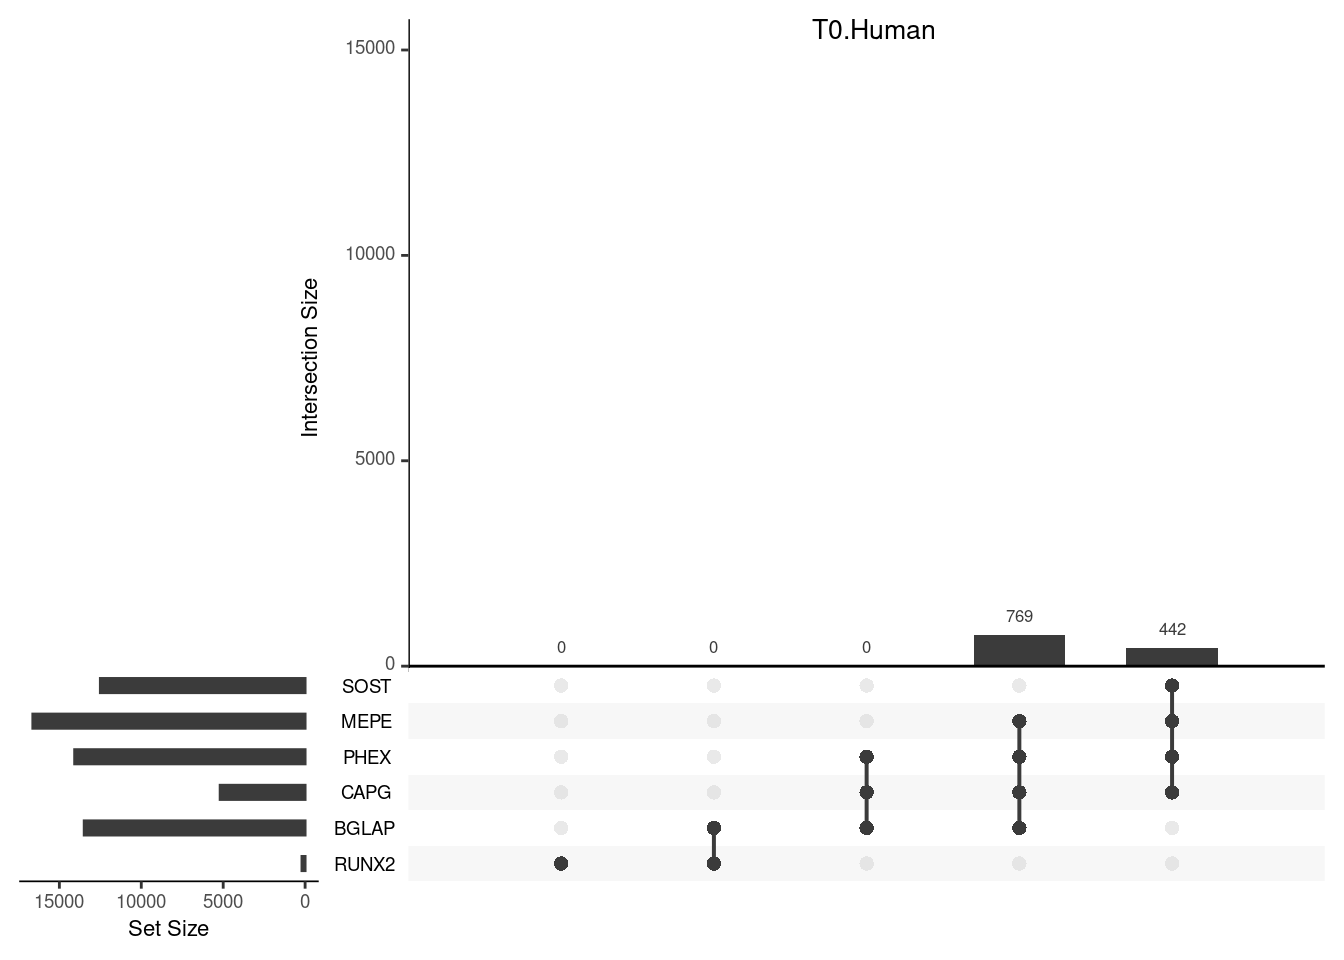 T0.Human
15000
10000
5000
0
Intersection Size
0
0
0
769
442
SOST
MEPE
PHEX
CAPG
BGLAP
RUNX2
15000 10000 5000 0
Set Size